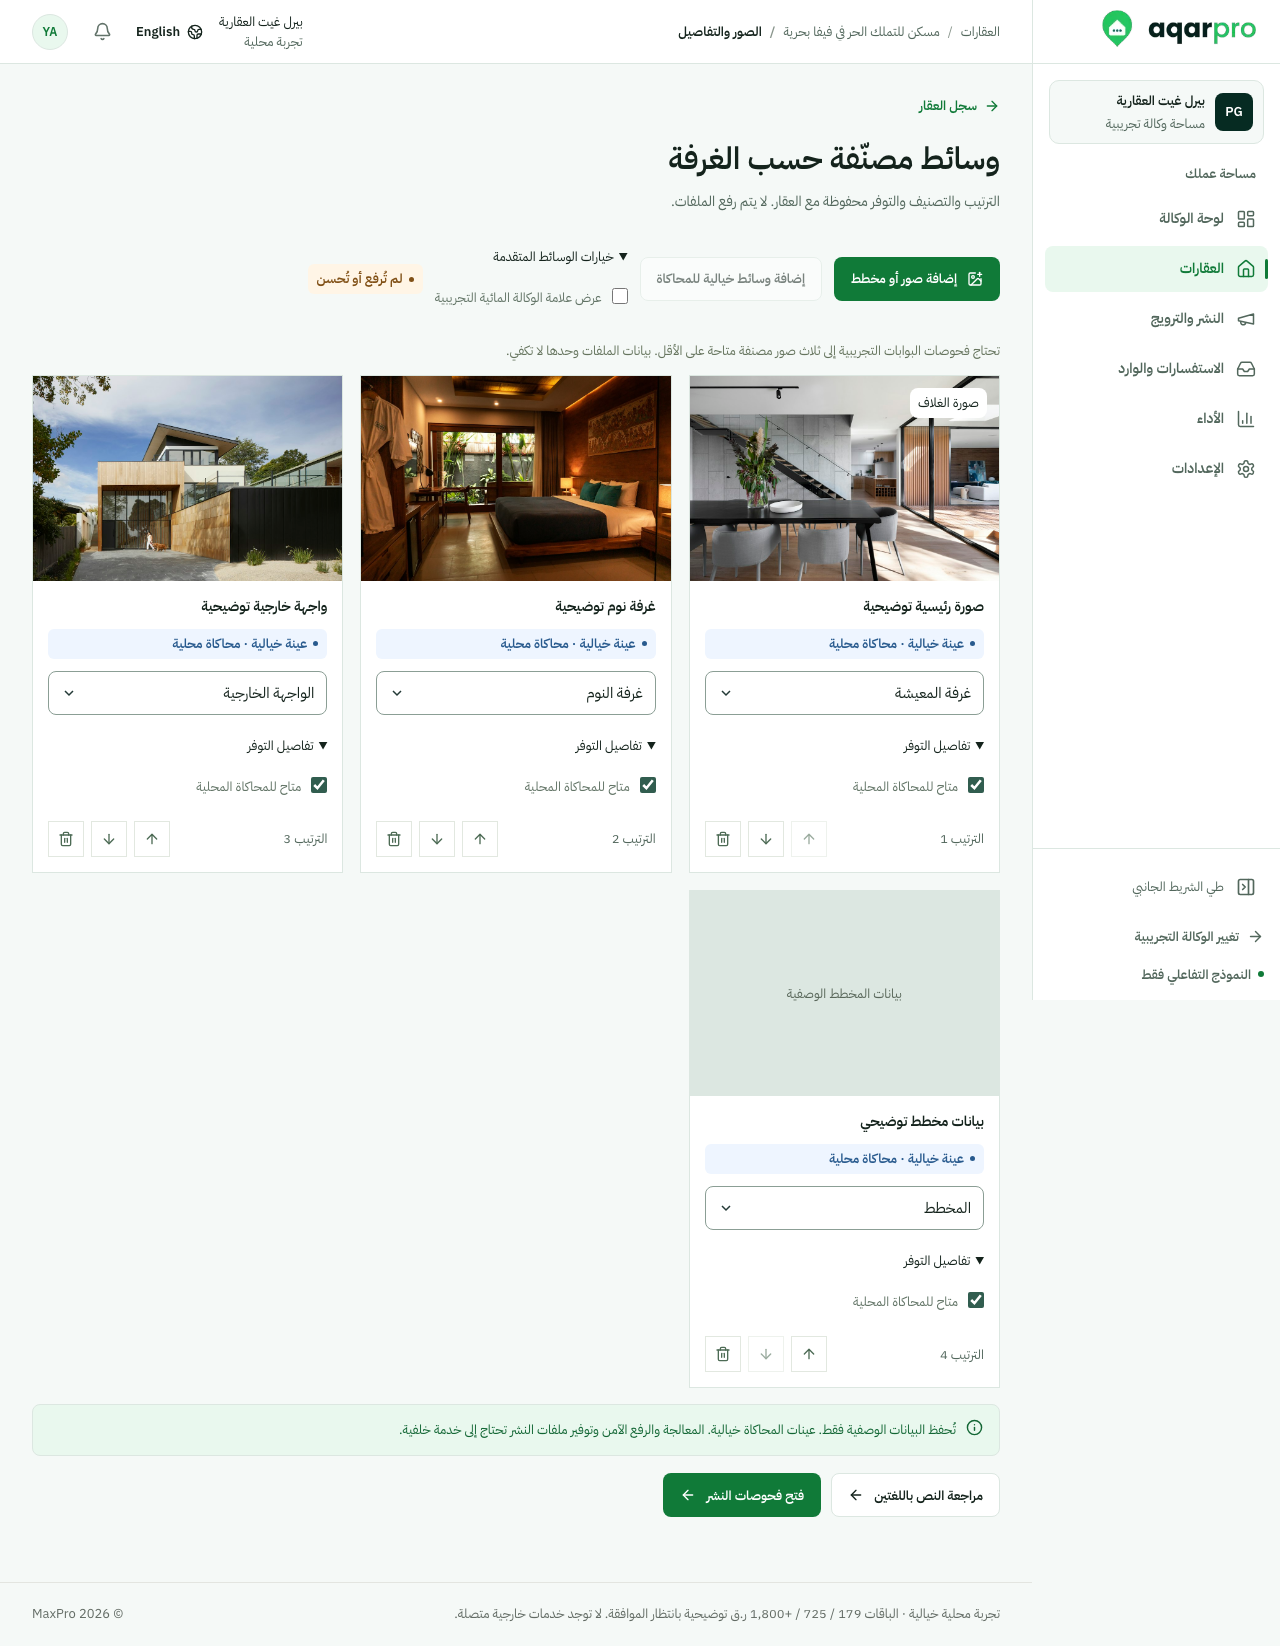 aqarpro
العقارات / مسكن للتملك الحر في فيفا بحرية / الصور والتفاصيل
بيرل غيت العقارية
تجربة محلية
English
YA
PG
بيرل غيت العقارية
مساحة وكالة تجريبية
مساحة عملك
لوحة الوكالة
العقارات
النشر والترويج
الاستفسارات والوارد
الأداء
الإعدادات
طي الشريط الجانبي
تغيير الوكالة التجريبية
النموذج التفاعلي فقط
سجل العقار
وسائط مصنّفة حسب الغرفة
الترتيب والتصنيف والتوفر محفوظة مع العقار. لا يتم رفع الملفات.
إضافة صور أو مخطط
إضافة وسائط خيالية للمحاكاة
خيارات الوسائط المتقدمة
عرض علامة الوكالة المائية التجريبية
لم تُرفع أو تُحسن
تحتاج فحوصات البوابات التجريبية إلى ثلاث صور مصنفة متاحة على الأقل. بيانات الملفات وحدها لا تكفي.
صورة الغلاف
صورة رئيسية توضيحية
عينة خيالية · محاكاة محلية
غرفة المعيشة
تفاصيل التوفر
متاح للمحاكاة المحلية
الترتيب 1
غرفة نوم توضيحية
عينة خيالية · محاكاة محلية
غرفة النوم
تفاصيل التوفر
متاح للمحاكاة المحلية
الترتيب 2
واجهة خارجية توضيحية
عينة خيالية · محاكاة محلية
الواجهة الخارجية
تفاصيل التوفر
متاح للمحاكاة المحلية
الترتيب 3
بيانات المخطط الوصفية
بيانات مخطط توضيحي
عينة خيالية · محاكاة محلية
المخطط
تفاصيل التوفر
متاح للمحاكاة المحلية
الترتيب 4
تُحفظ البيانات الوصفية فقط. عينات المحاكاة خيالية. المعالجة والرفع الآمن وتوفير ملفات النشر تحتاج إلى خدمة خلفية.
مراجعة النص باللغتين
فتح فحوصات النشر
تجربة محلية خيالية · الباقات 179 / 725 / 1,800+ ر.ق توضيحية بانتظار الموافقة. لا توجد خدمات خارجية متصلة.
© 2026 MaxPro